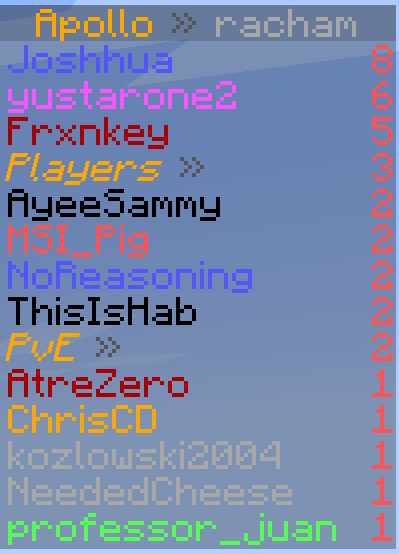 Apollo » racham
Joshhua 8
yustarone2 6
Frxnkey 5
Players » 3
AyeeSammy 2
MSI_Pig 2
NoReasoning 2
ThisIsHab 2
PvE » 2
AtreZero 1
ChrisCD 1
kozlowski2004 1
NeededCheese 1
professor_juan 1